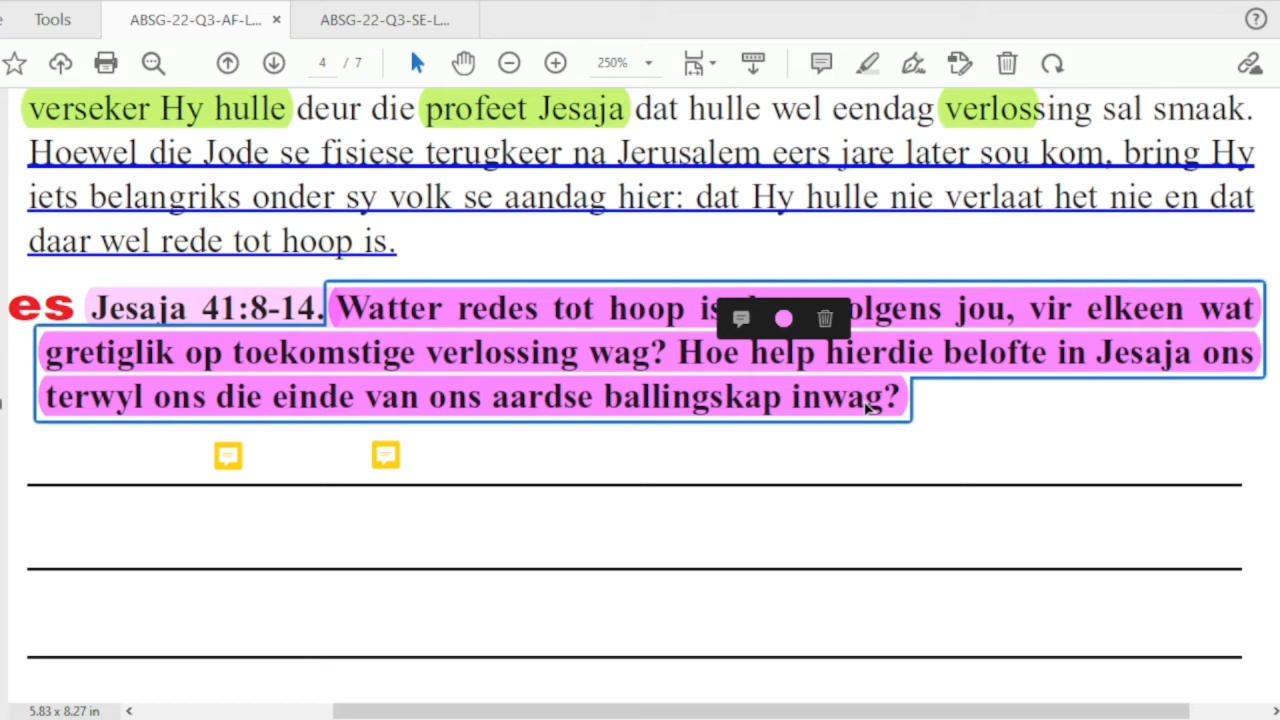 Tools ABSG-22-Q3-AF-L... × ABSG-22-Q3-SE-L...
4 / 7 250%
verseker Hy hulle deur die profeet Jesaja dat hulle wel eendag verlossing sal smaak.
Hoewel die Jode se fisiese terugkeer na Jerusalem eers jare later sou kom, bring Hy
iets belangriks onder sy volk se aandag hier: dat Hy hulle nie verlaat het nie en dat
daar wel rede tot hoop is.
es Jesaja 41:8-14. Watter redes tot hoop jou, vir elkeen wat
gretiglik op toekomstige verlossing wag? Hoe help hierdie belofte in Jesaja ons
terwyl ons die einde van ons aardse ballingskap inwag?
5.83 x 8.27 in